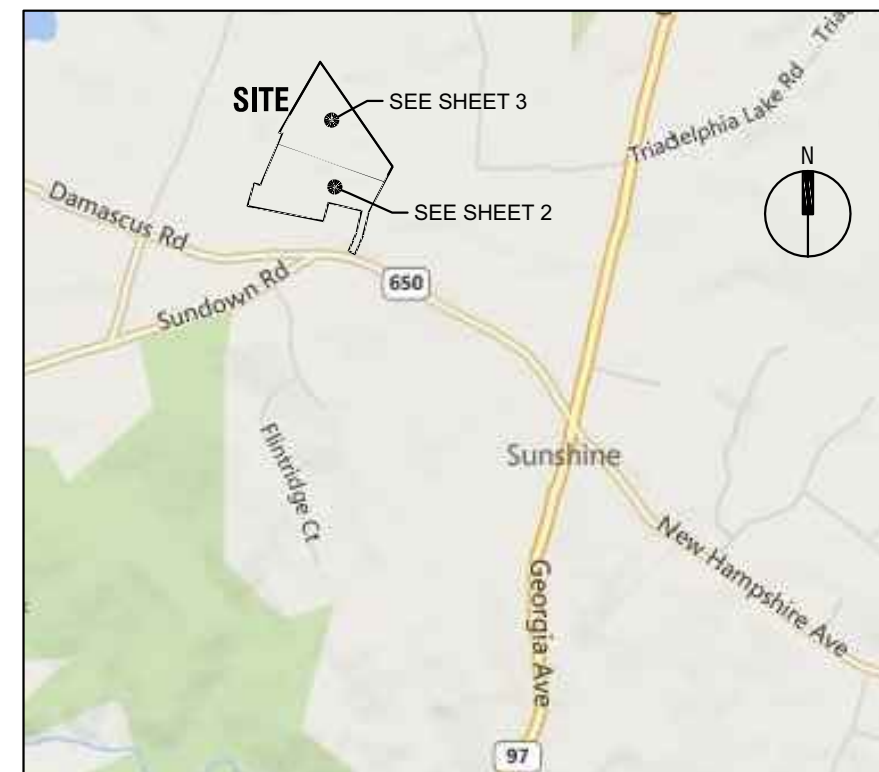 Tria
SITE
SEE SHEET 3
Triadelphia Lake Rd
N
Damascus Rd
SEE SHEET 2
650
Sundown Rd
Flintridge Ct
Sunshine
New Hampshire Ave
Georgia Ave
97